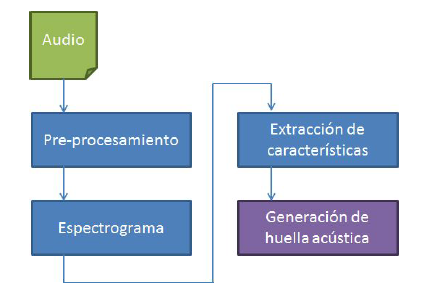 Audio
Pre-procesamiento
Espectrograma
Extracción de
características
Generación de
huella acústica